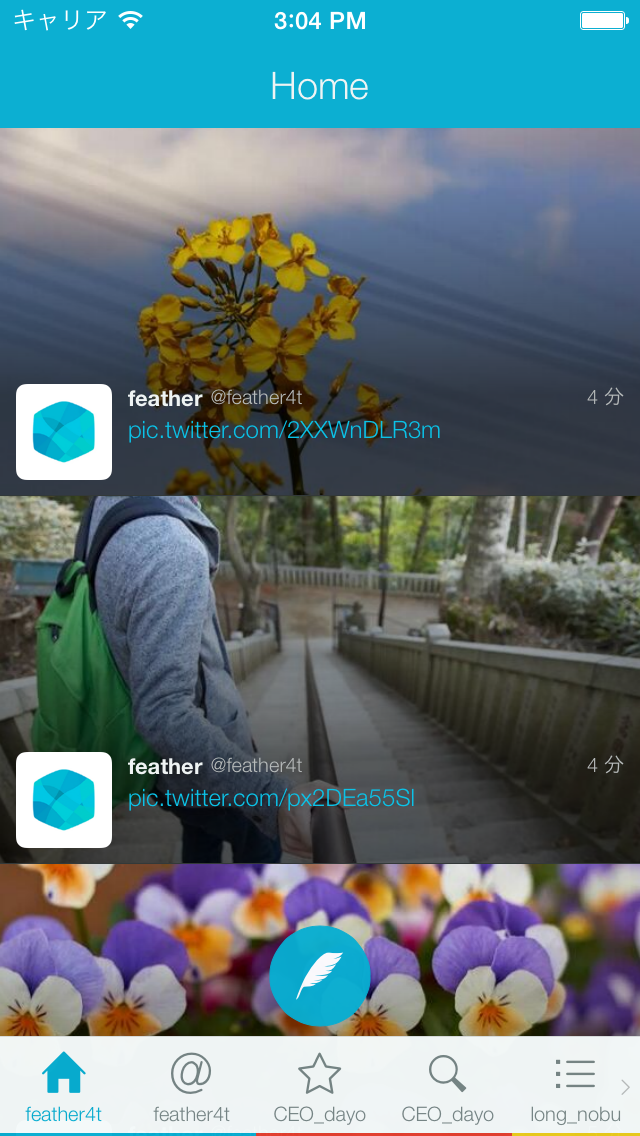 キャリア 3:04 PM
Home
feather @feather4t 4 分
pic.twitter.com/2XXWnDLR3m
feather @feather4t 4 分
pic.twitter.com/px2DEa55Sl
feather4t feather4t CEO_dayo CEO_dayo long_nobu